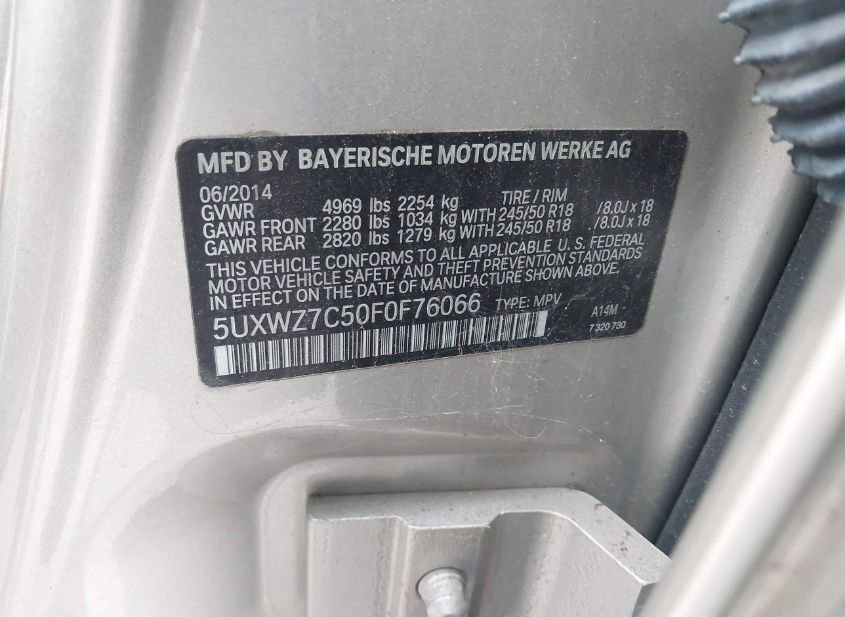 MFD BY BAYERISCHE MOTOREN WERKE AG
06/2014
GVWR 4969 lbs 2254 kg TIRE / RIM
GAWR FRONT 2280 lbs 1034 kg WITH 245/50 R18 / 8.0J x 18
GAWR REAR 2820 lbs 1279 kg WITH 245/50 R18 / 8.0J x 18
THIS VEHICLE CONFORMS TO ALL APPLICABLE U. S. FEDERAL
MOTOR VEHICLE SAFETY AND THEFT PREVENTION STANDARDS
IN EFFECT ON THE DATE OF MANUFACTURE SHOWN ABOVE.
5UXWZ7C50F0F76066 TYPE: MPV A14M
7 320 730